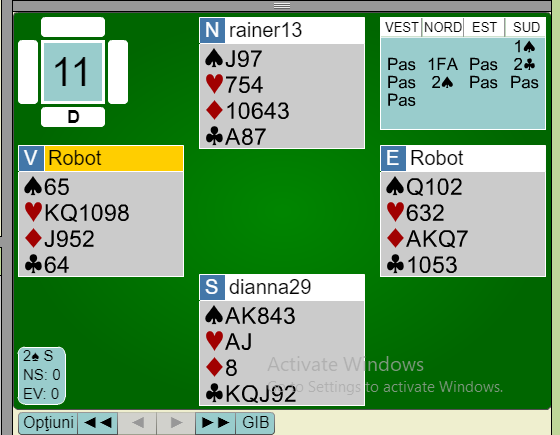 11
D
N rainer13
♠J97
♥754
♦10643
♣A87
VEST NORD EST SUD
1♠
Pas 1FA Pas 2♣
Pas 2♠ Pas Pas
Pas
V Robot
♠65
♥KQ1098
♦J952
♣64
E Robot
♠Q102
♥632
♦AKQ7
♣1053
S dianna29
♠AK843
♥AJ
♦8
♣KQJ92
2♠ S
NS: 0
EV: 0
Activate Windows
Go to Settings to activate Windows.
Opţiuni
GIB